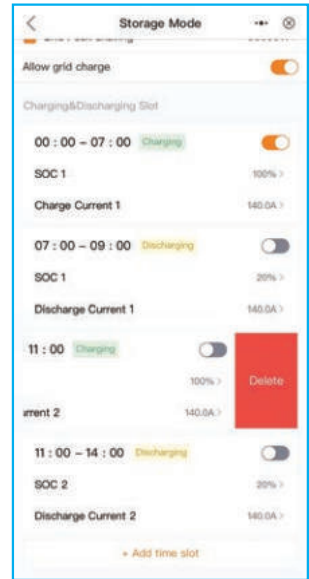 Storage Mode
Allow grid charge
Charging&Discharging Slot
00 : 00 – 07 : 00 Charging
SOC 1 100% >
Charge Current 1 140.0A >
07 : 00 – 09 : 00 Discharging
SOC 1 20% >
Discharge Current 1 140.0A >
11 : 00 Charging
100% > Delete
rrent 2 140.0A >
11 : 00 – 14 : 00 Discharging
SOC 2 20% >
Discharge Current 2 140.0A >
+ Add time slot